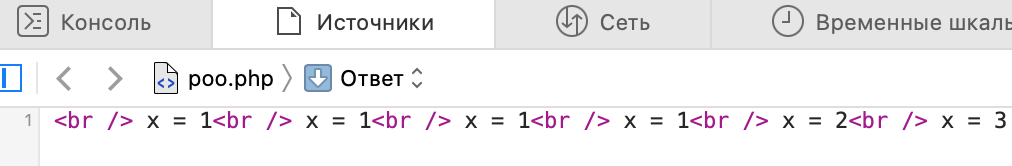 Консоль Источники Сеть Временные шкаль
poo.php Ответ
1 <br /> x = 1<br /> x = 1<br /> x = 1<br /> x = 1<br /> x = 2<br /> x = 3